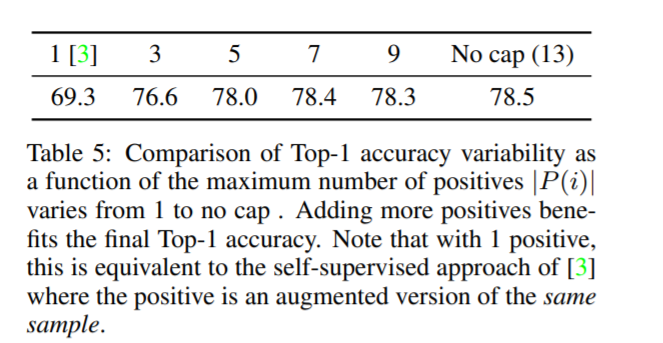 1 [3] 3 5 7 9 No cap (13)
69.3 76.6 78.0 78.4 78.3 78.5
Table 5: Comparison of Top-1 accuracy variability as
a function of the maximum number of positives |P(i)|
varies from 1 to no cap . Adding more positives bene-
fits the final Top-1 accuracy. Note that with 1 positive,
this is equivalent to the self-supervised approach of [3]
where the positive is an augmented version of the same
sample.